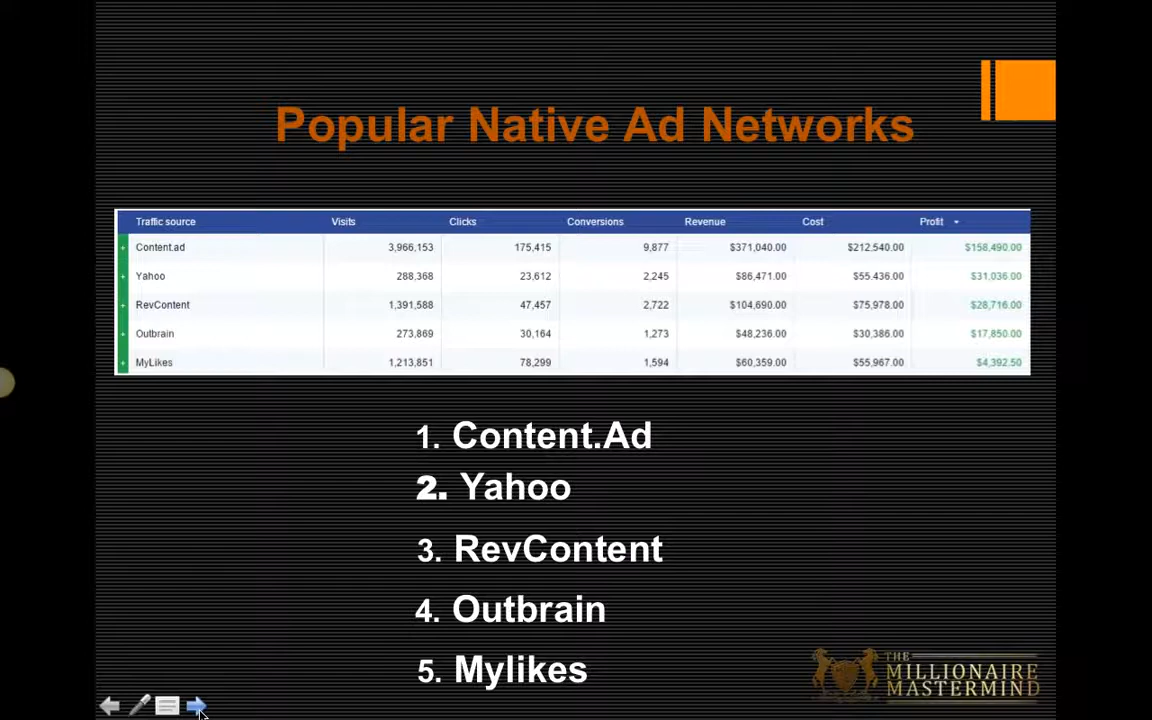 Popular Native Ad Networks
Traffic source Visits Clicks Conversions Revenue Cost Profit
Content.ad 3,966,153 175,415 9,877 $371,040.00 $212,540.00 $158,490.00
Yahoo 288,368 23,612 2,245 $86,471.00 $55,436.00 $31,036.00
RevContent 1,391,588 47,457 2,722 $104,690.00 $75,978.00 $28,716.00
Outbrain 273,869 30,164 1,273 $48,236.00 $30,386.00 $17,850.00
MyLikes 1,213,851 78,299 1,594 $60,359.00 $55,967.00 $4,392.50
1. Content.Ad
2. Yahoo
3. RevContent
4. Outbrain
5. Mylikes
THE
MILLIONAIRE
MASTERMIND